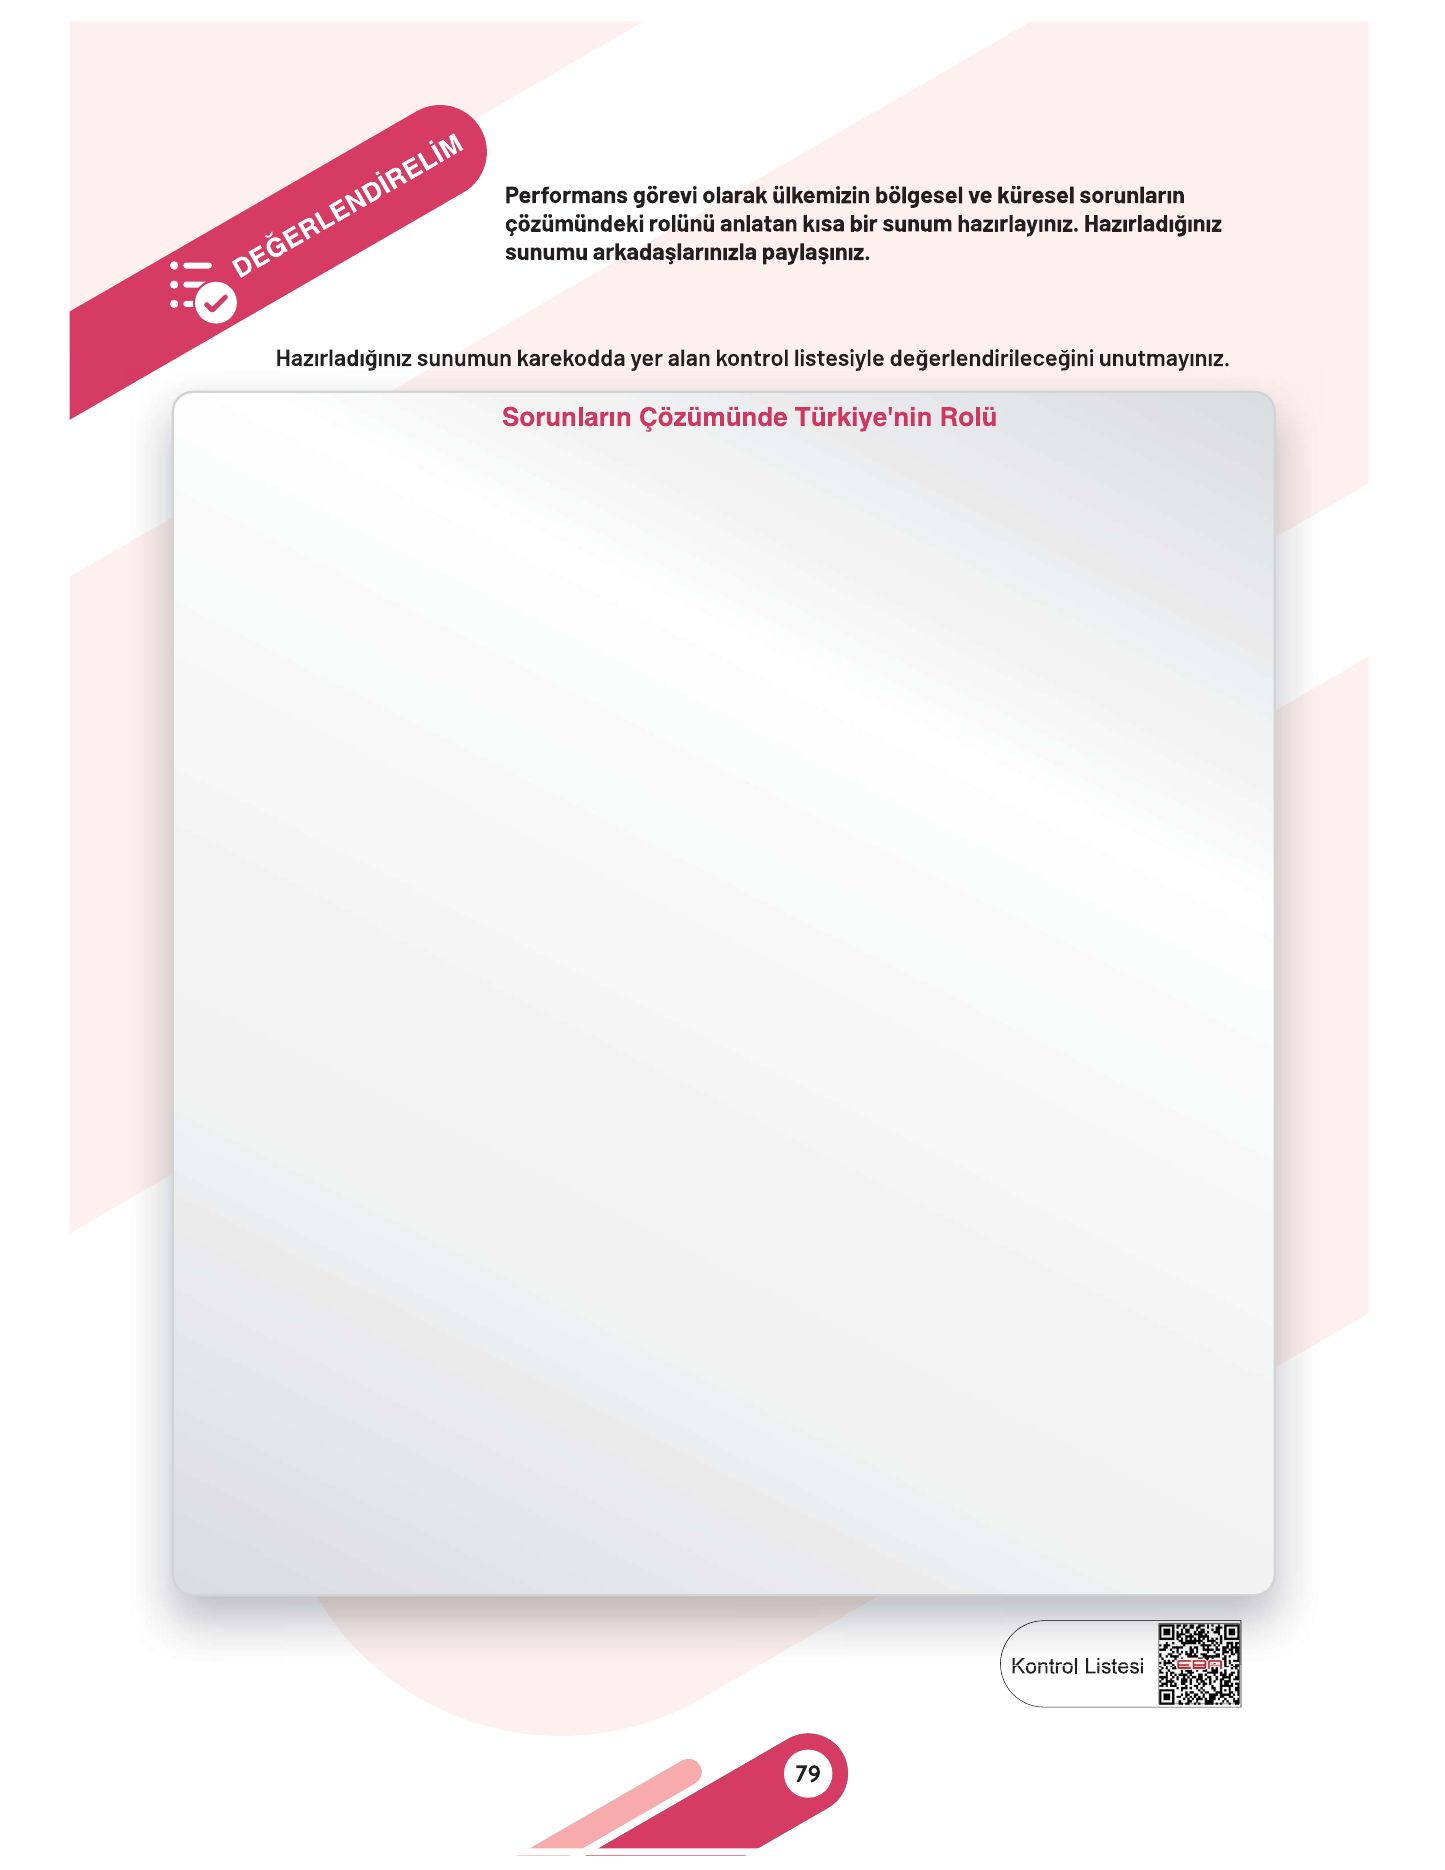 DEĞERLENDİRELİM
Performans görevi olarak ülkemizin bölgesel ve küresel sorunların
çözümündeki rolünü anlatan kısa bir sunum hazırlayınız. Hazırladığınız
sunumu arkadaşlarınızla paylaşınız.
Hazırladığınız sunumun karekodda yer alan kontrol listesiyle değerlendirileceğini unutmayınız.
Sorunların Çözümünde Türkiye'nin Rolü
Kontrol Listesi
EBA
79